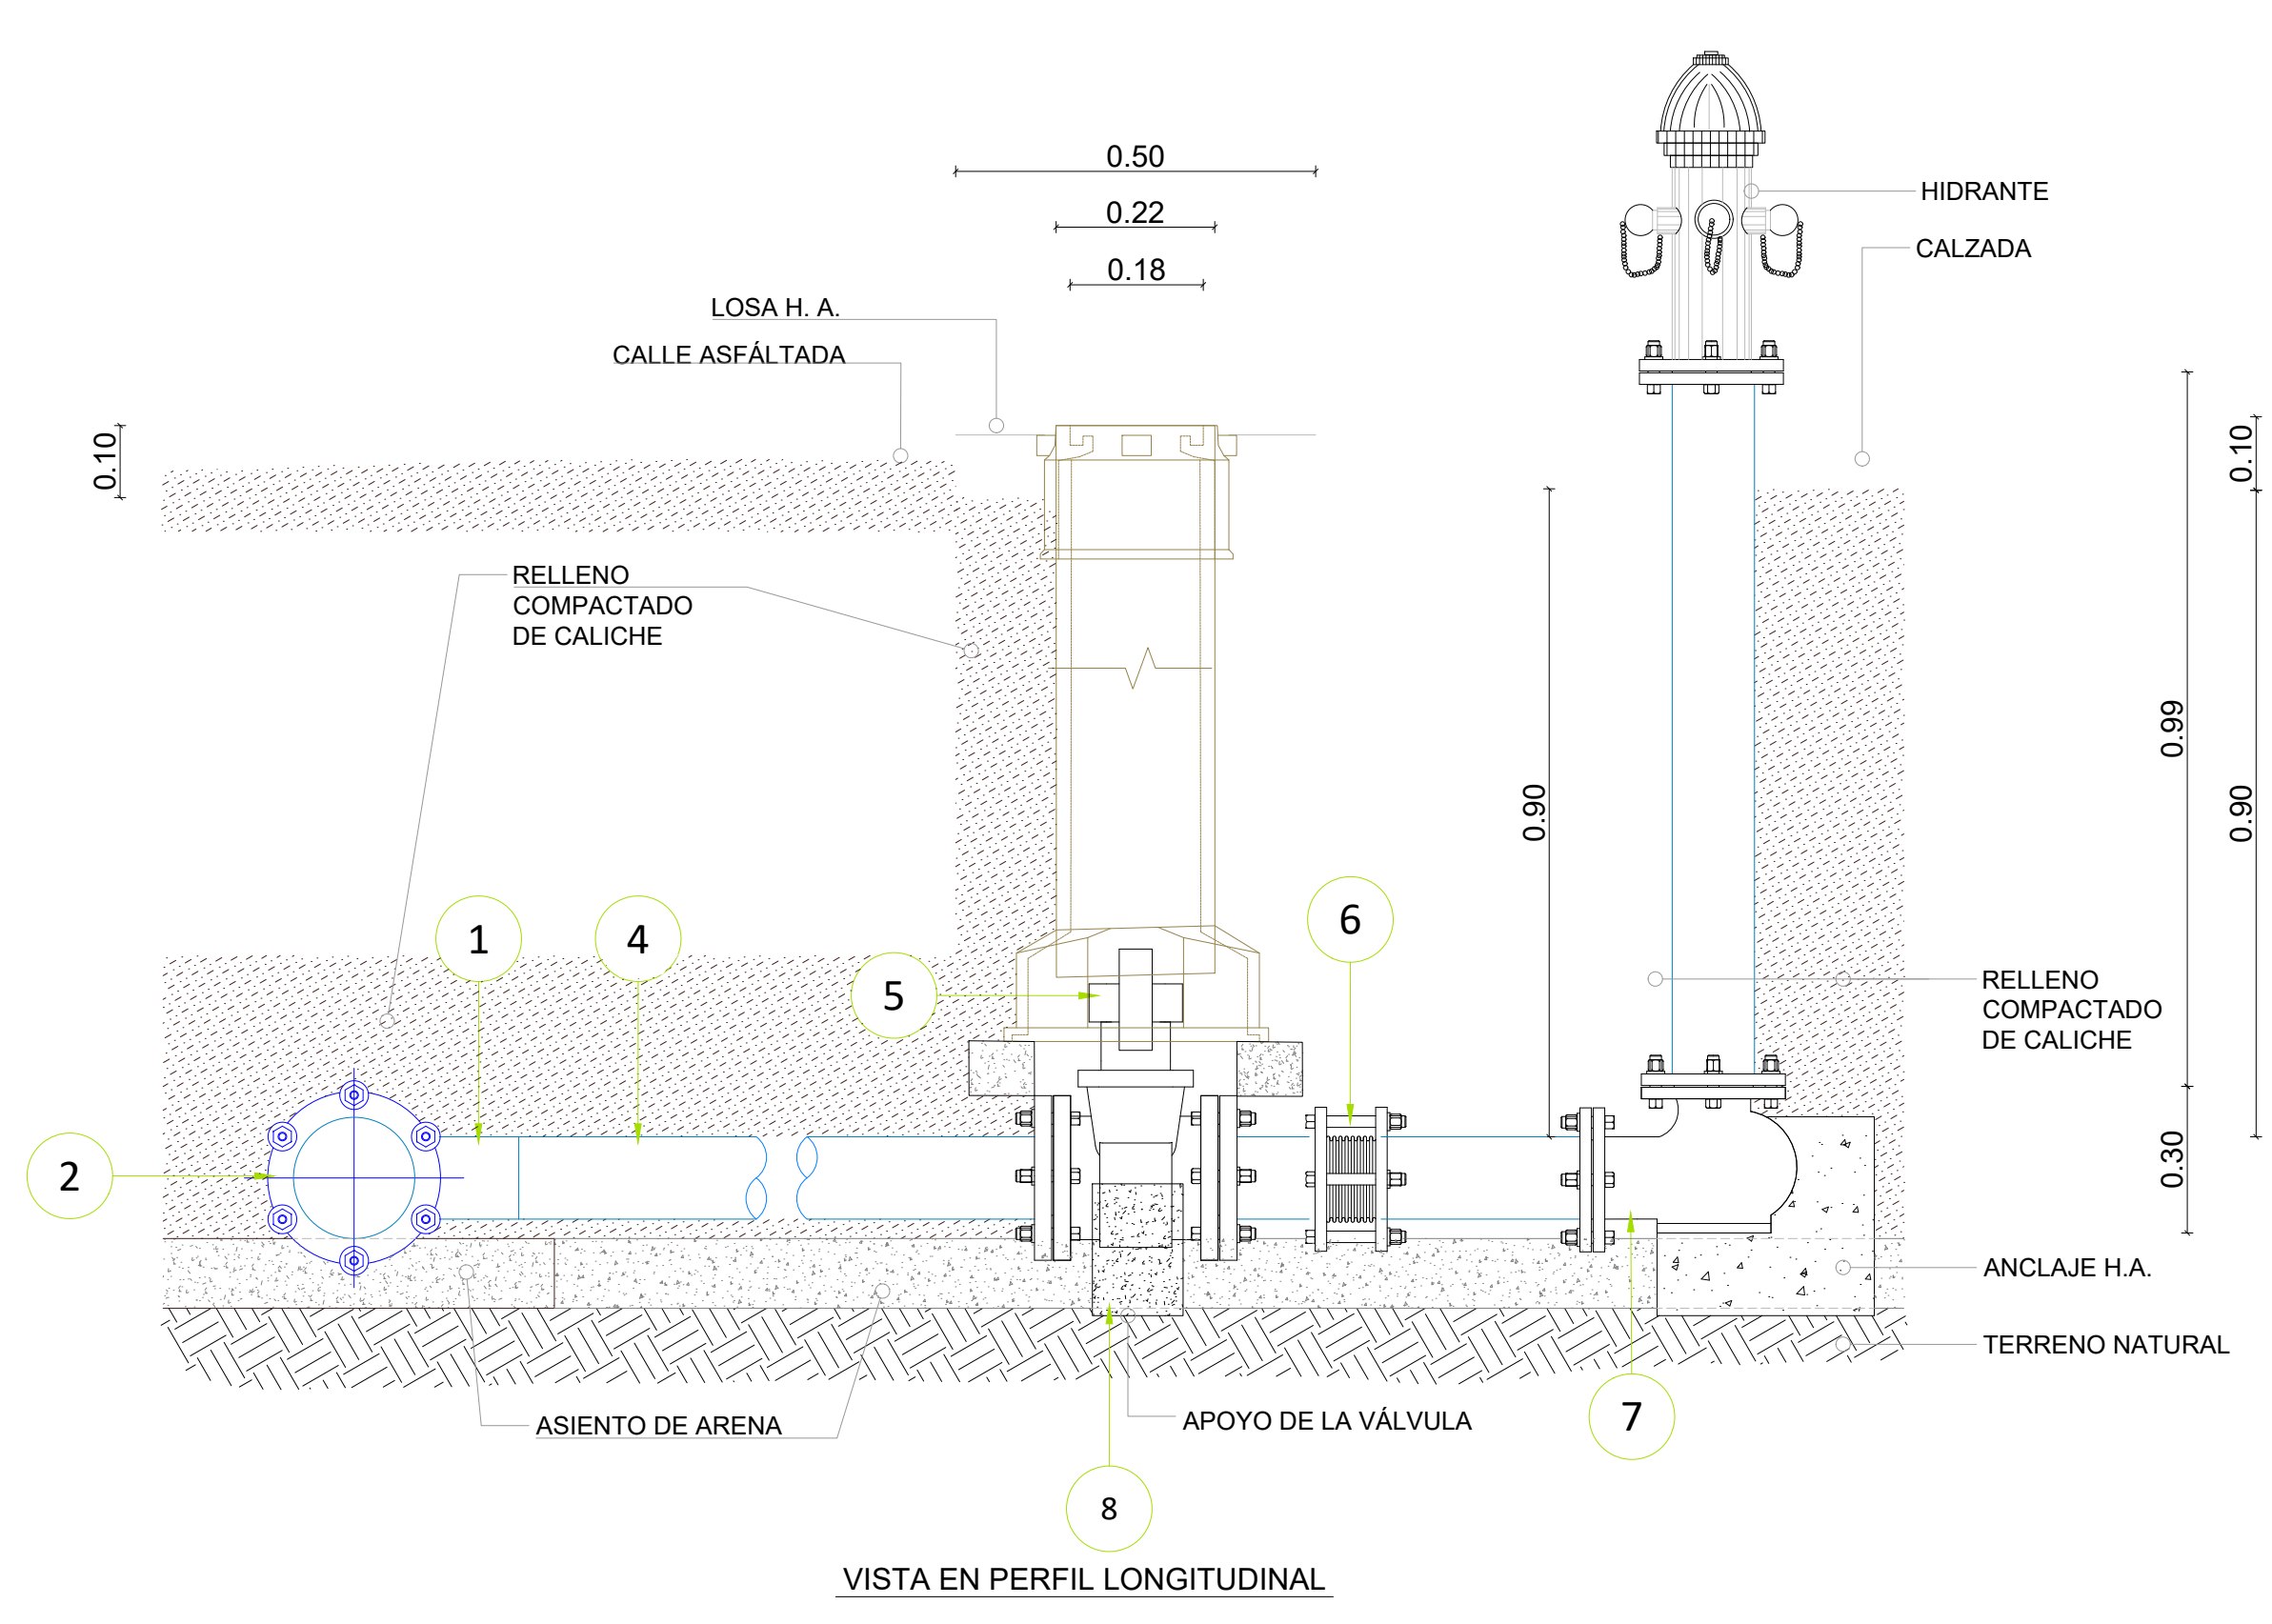 0.50
0.22
0.18
HIDRANTE
CALZADA
LOSA H. A.
CALLE ASFÁLTADA
0.10
0.10
RELLENO
COMPACTADO
DE CALICHE
0.99
0.90
0.90
1
4
6
5
RELLENO
COMPACTADO
DE CALICHE
2
0.30
ANCLAJE H.A.
TERRENO NATURAL
ASIENTO DE ARENA
APOYO DE LA VÁLVULA
7
8
VISTA EN PERFIL LONGITUDINAL